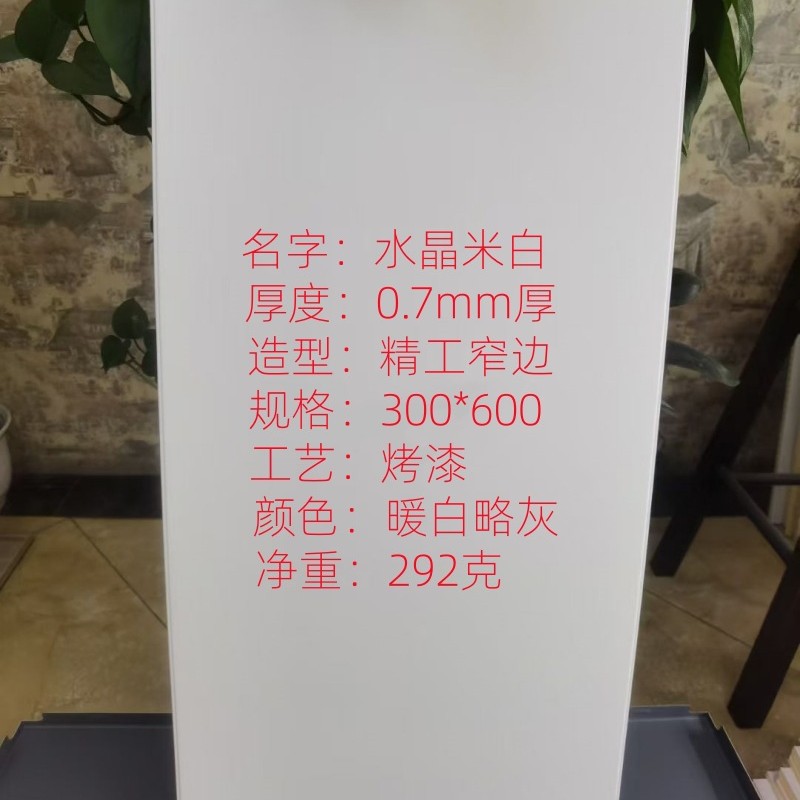 名字：水晶米白
厚度：0.7mm厚
造型：精工窄边
规格：300*600
工艺：烤漆
颜色：暖白略灰
净重：292克